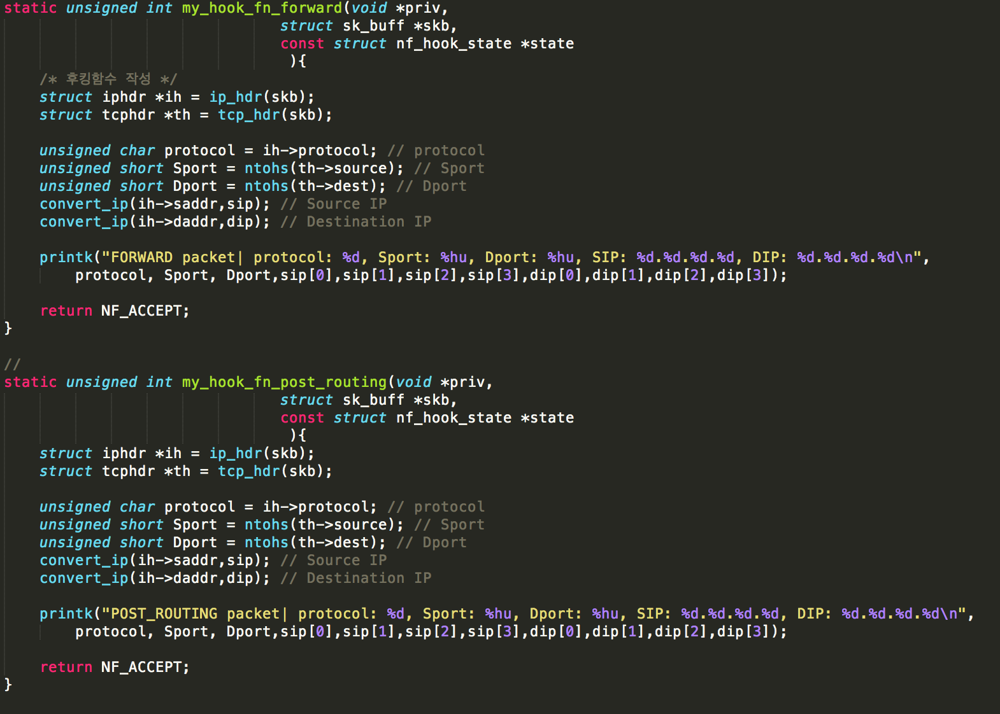 static unsigned int my_hook_fn_forward(void *priv,
struct sk_buff *skb,
const struct nf_hook_state *state
){
/* 후킹함수 작성 */
struct iphdr *ih = ip_hdr(skb);
struct tcphdr *th = tcp_hdr(skb);
unsigned char protocol = ih->protocol; // protocol
unsigned short Sport = ntohs(th->source); // Sport
unsigned short Dport = ntohs(th->dest); // Dport
convert_ip(ih->saddr,sip); // Source IP
convert_ip(ih->daddr,dip); // Destination IP
printk("FORWARD packet| protocol: %d, Sport: %hu, Dport: %hu, SIP: %d.%d.%d.%d, DIP: %d.%d.%d.%d\n",
protocol, Sport, Dport,sip[0],sip[1],sip[2],sip[3],dip[0],dip[1],dip[2],dip[3]);
return NF_ACCEPT;
}
//
static unsigned int my_hook_fn_post_routing(void *priv,
struct sk_buff *skb,
const struct nf_hook_state *state
){
struct iphdr *ih = ip_hdr(skb);
struct tcphdr *th = tcp_hdr(skb);
unsigned char protocol = ih->protocol; // protocol
unsigned short Sport = ntohs(th->source); // Sport
unsigned short Dport = ntohs(th->dest); // Dport
convert_ip(ih->saddr,sip); // Source IP
convert_ip(ih->daddr,dip); // Destination IP
printk("POST_ROUTING packet| protocol: %d, Sport: %hu, Dport: %hu, SIP: %d.%d.%d.%d, DIP: %d.%d.%d.%d\n",
protocol, Sport, Dport,sip[0],sip[1],sip[2],sip[3],dip[0],dip[1],dip[2],dip[3]);
return NF_ACCEPT;
}